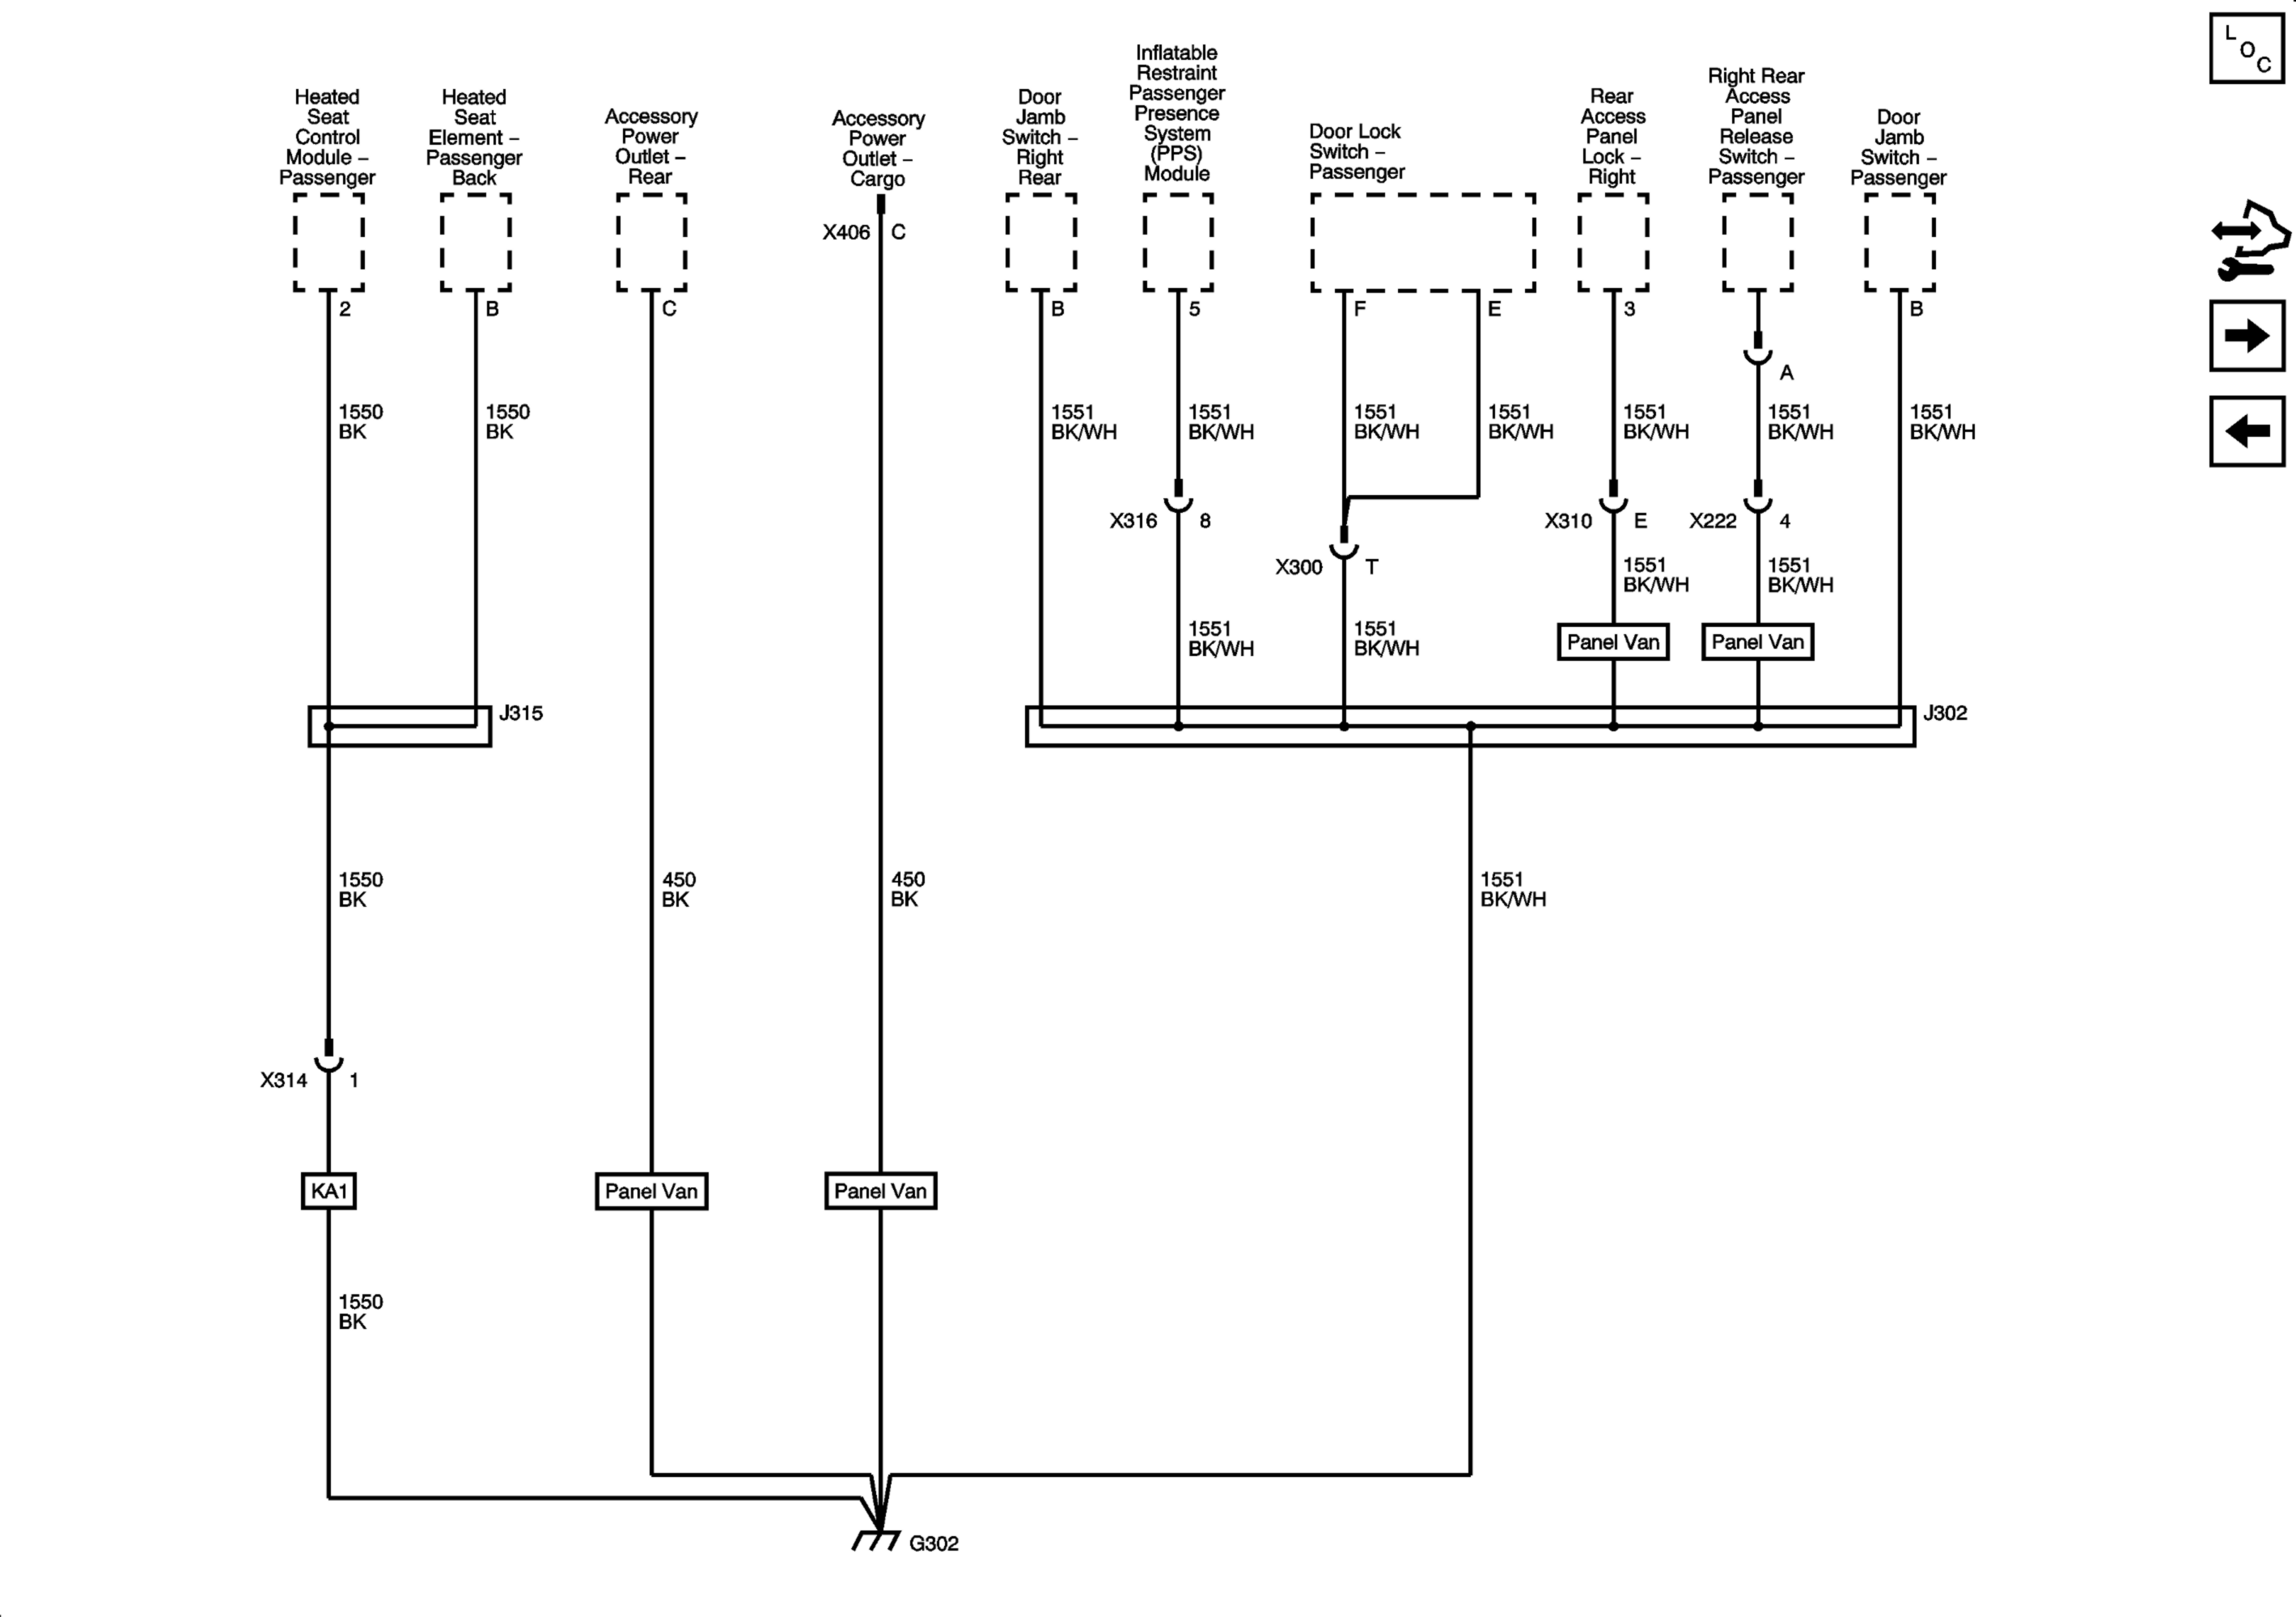 L
O
C
Heated
Seat
Control
Module –
Passenger
Heated
Seat
Element –
Passenger
Back
Accessory
Power
Outlet –
Rear
Accessory
Power
Outlet –
Cargo
Door
Jamb
Switch –
Right
Rear
Inflatable
Restraint
Passenger
Presence
System
(PPS)
Module
Door Lock
Switch –
Passenger
Rear
Access
Panel
Lock –
Right
Right Rear
Access
Panel
Release
Switch –
Passenger
Door
Jamb
Switch –
Passenger
X406 C
2
B
C
B
5
F
E
3
A
B
1550
BK
1550
BK
1551
BK/WH
1551
BK/WH
1551
BK/WH
1551
BK/WH
1551
BK/WH
1551
BK/WH
1551
BK/WH
X316 8
X300 T
X310 E
X222 4
1551
BK/WH
1551
BK/WH
1551
BK/WH
1551
BK/WH
Panel Van
Panel Van
J315
J302
1550
BK
450
BK
450
BK
1551
BK/WH
X314 1
KA1
Panel Van
Panel Van
1550
BK
G302